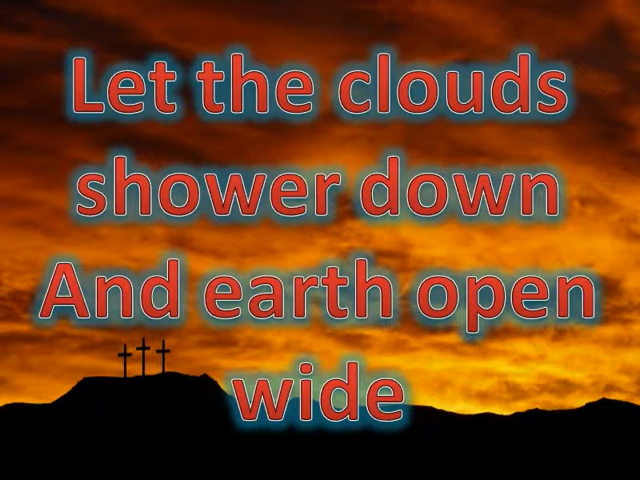 Let the clouds
shower down
And earth open
wide